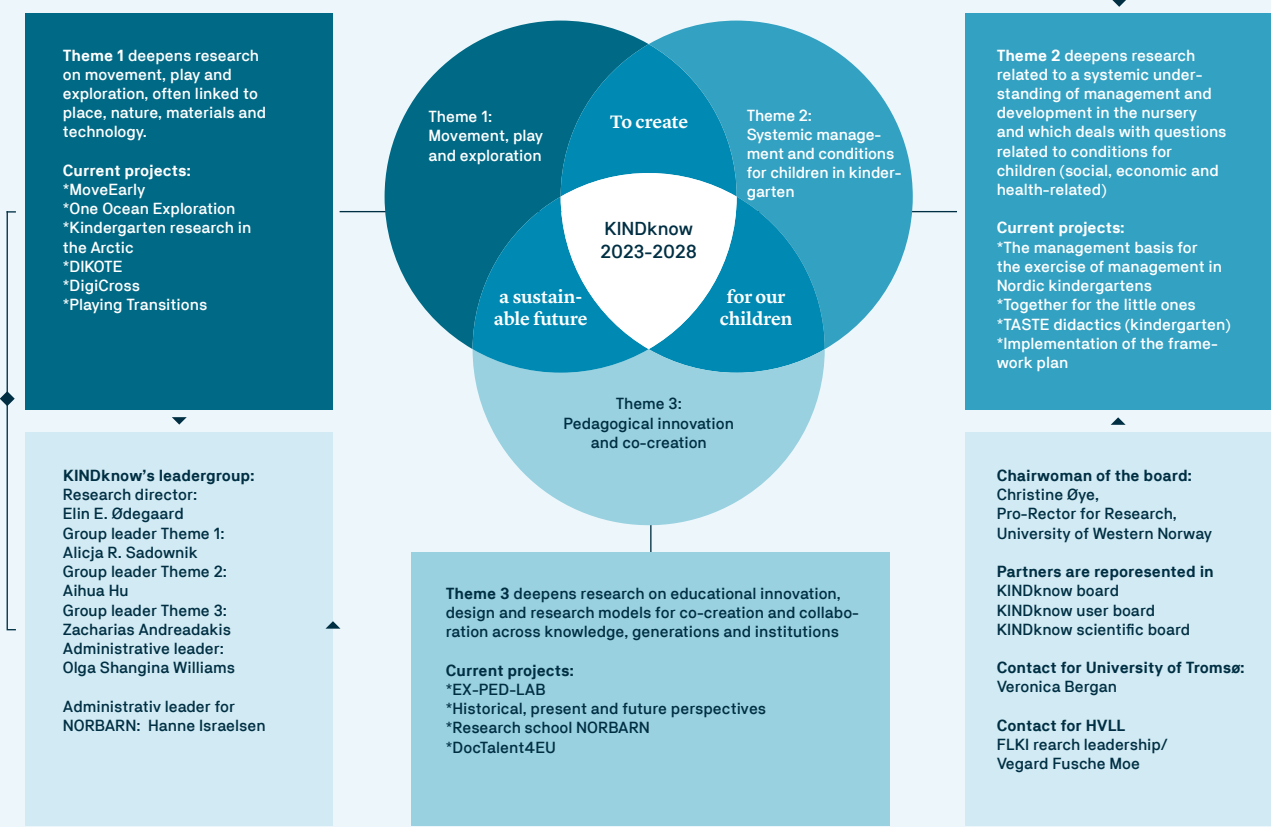 Theme 1 deepens research
on movement, play and
exploration, often linked to
place, nature, materials and
technology.
Current projects:
*MoveEarly
*One Ocean Exploration
*Kindergarten research in
the Arctic
*DIKOTE
*DigiCross
*Playing Transitions
Theme 1:
Movement, play
and exploration
To create
Theme 2:
Systemic manage-
ment and conditions
for children in kinder-
garten
KINDknow
2023-2028
a sustain-
able future
for our
children
Theme 3:
Pedagogical innovation
and co-creation
Theme 2 deepens research
related to a systemic under-
standing of management and
development in the nursery
and which deals with questions
related to conditions for
children (social, economic and
health-related)
Current projects:
*The management basis for
the exercise of management in
Nordic kindergartens
*Together for the little ones
*TASTE didactics (kindergarten)
*Implementation of the frame-
work plan
KINDknow's leadergroup:
Research director:
Elin E. Ødegaard
Group leader Theme 1:
Alicja R. Sadownik
Group leader Theme 2:
Aihua Hu
Group leader Theme 3:
Zacharias Andreadakis
Administrative leader:
Olga Shangina Williams
Administrativ leader for
NORBARN: Hanne Israelsen
Theme 3 deepens research on educational innovation,
design and research models for co-creation and collabo-
ration across knowledge, generations and institutions
Current projects:
*EX-PED-LAB
*Historical, present and future perspectives
*Research school NORBARN
*DocTalent4EU
Chairwoman of the board:
Christine Øye,
Pro-Rector for Research,
University of Western Norway
Partners are reporesented in
KINDknow board
KINDknow user board
KINDknow scientific board
Contact for University of Tromsø:
Veronica Bergan
Contact for HVLL
FLKI rearch leadership/
Vegard Fusche Moe